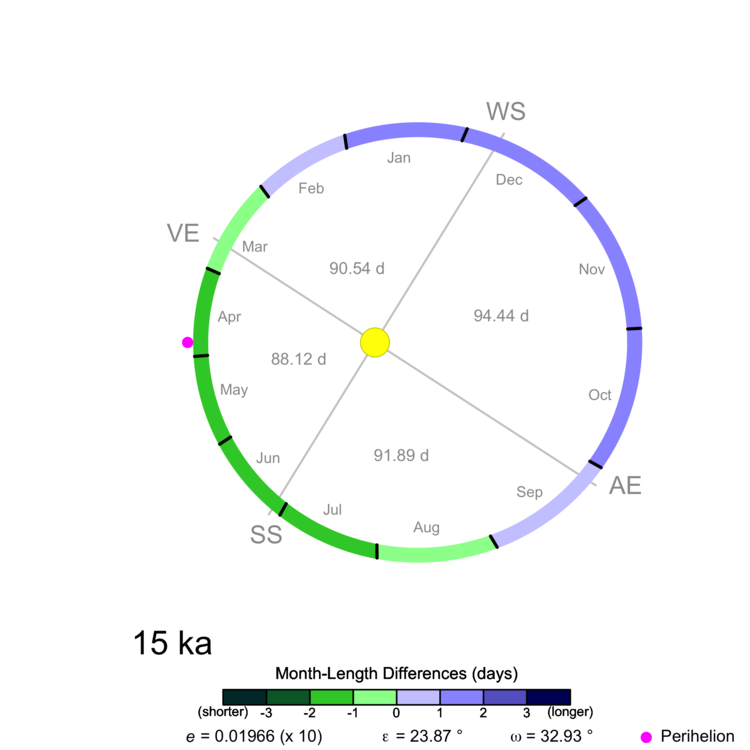 WS
Jan
Dec
Feb
VE
Mar
Nov
90.54 d
Apr
94.44 d
88.12 d
May
Oct
91.89 d
Jun
Sep
AE
Jul
Aug
SS
15 ka
Month-Length Differences (days)
(shorter) -3 -2 -1 0 1 2 3 (longer)
e = 0.01966 (x 10) ε = 23.87 ° ω = 32.93 ° Perihelion